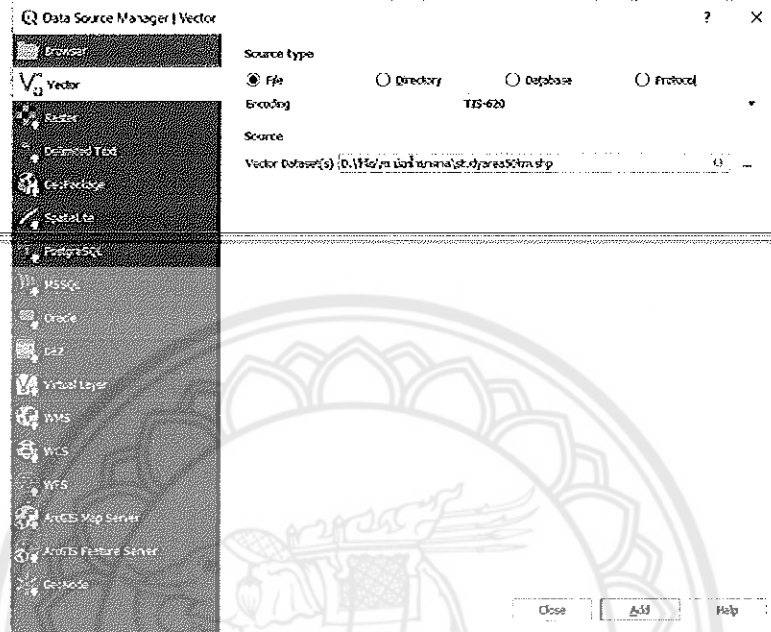 Data Source Manager | Vector
? X
Browser
Vector
Raster
Delimited Text
GeoPackage
SpatiaLite
PostgreSQL
MSSQL
Oracle
DB2
Virtual Layer
WMS
WCS
WFS
ArcGIS Map Server
ArcGIS Feature Server
GeoNode
Source type
File Directory Database Protocol
Encoding TIS-620
Source
Vector Dataset(s) ...
Close Add Help